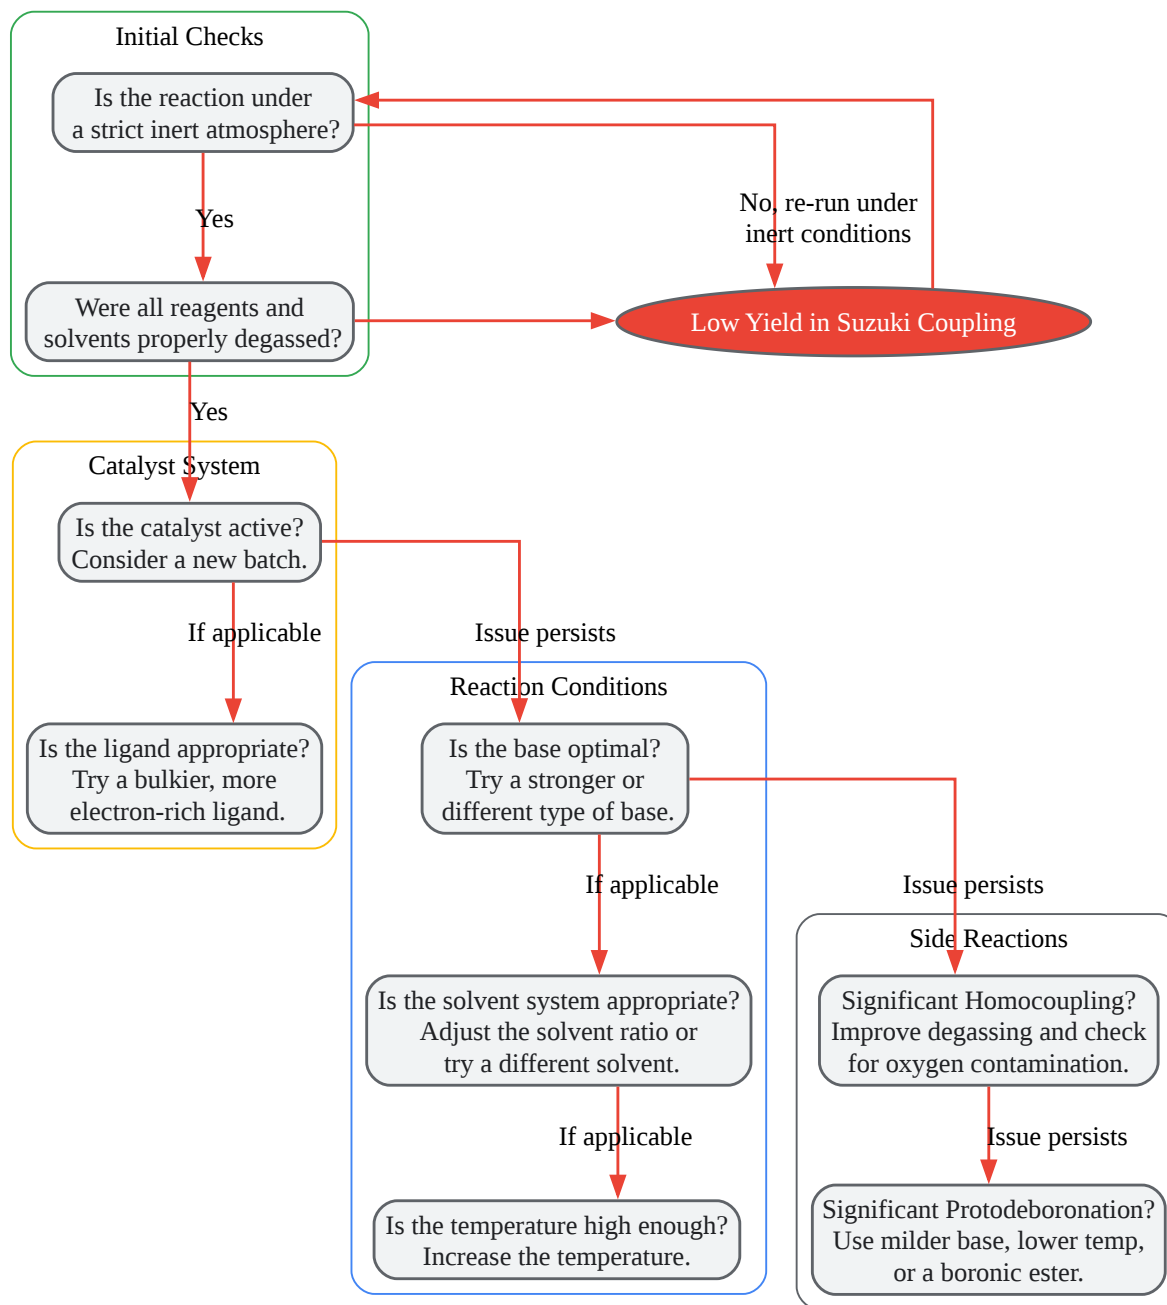 Initial Checks
Is the reaction under
a strict inert atmosphere?
No, re-run under
inert conditions
Yes
Were all reagents and
solvents properly degassed?
Low Yield in Suzuki Coupling
Yes
Catalyst System
Is the catalyst active?
Consider a new batch.
If applicable
Issue persists
Is the ligand appropriate?
Try a bulkier, more
electron-rich ligand.
Reaction Conditions
Is the base optimal?
Try a stronger or
different type of base.
If applicable
Issue persists
Is the solvent system appropriate?
Adjust the solvent ratio or
try a different solvent.
If applicable
Is the temperature high enough?
Increase the temperature.
Side Reactions
Significant Homocoupling?
Improve degassing and check
for oxygen contamination.
Issue persists
Significant Protodeboronation?
Use milder base, lower temp,
or a boronic ester.